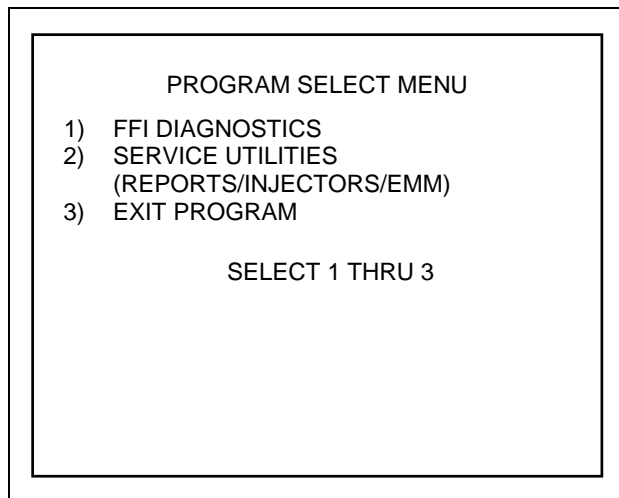 PROGRAM SELECT MENU
1) FFI DIAGNOSTICS
2) SERVICE UTILITIES
(REPORTS/INJECTORS/EMM)
3) EXIT PROGRAM
SELECT 1 THRU 3